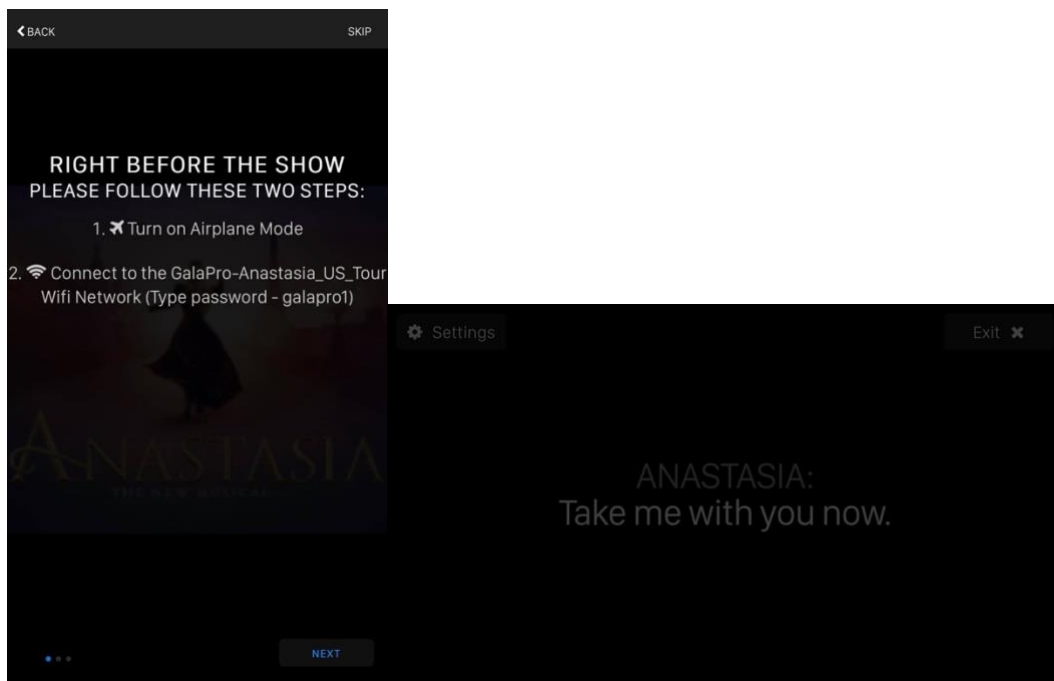 BACK
SKIP
RIGHT BEFORE THE SHOW
PLEASE FOLLOW THESE TWO STEPS:
1. Turn on Airplane Mode
2. Connect to the GalaPro-Anastasia_US_Tour
Wifi Network (Type password - galapro1)
ANASTASIA
THE NEW MUSICAL
NEXT
Settings
Exit
ANASTASIA:
Take me with you now.